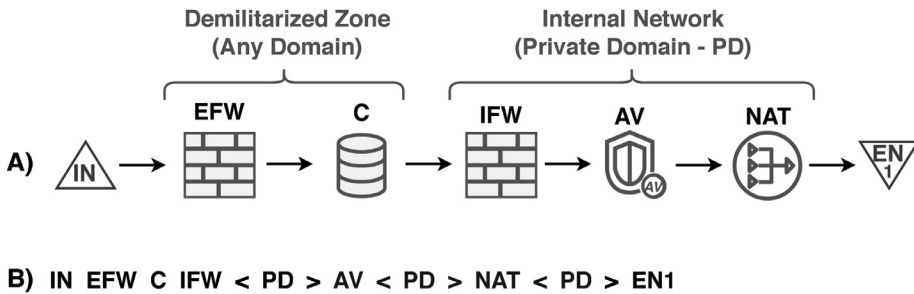 Demilitarized Zone
(Any Domain)
Internal Network
(Private Domain - PD)
EFW
C
IFW
AV
NAT
A)
IN
AV
EN
1
B) IN EFW C IFW < PD > AV < PD > NAT < PD > EN1